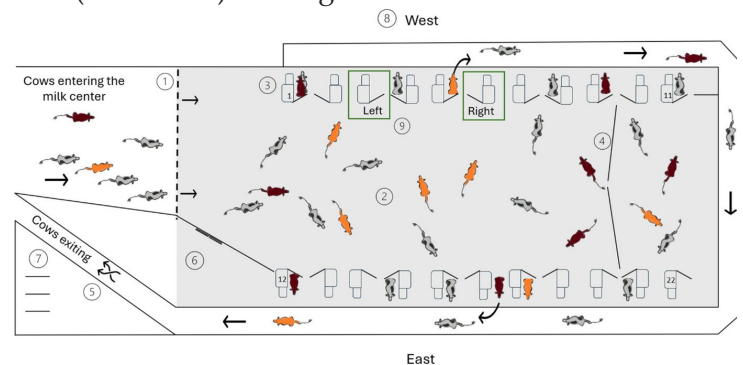 8 West
Cows entering the
milk center
1
3
1
Left
9
Right
4
11
2
Cows exiting
7
5
6
12
22
East